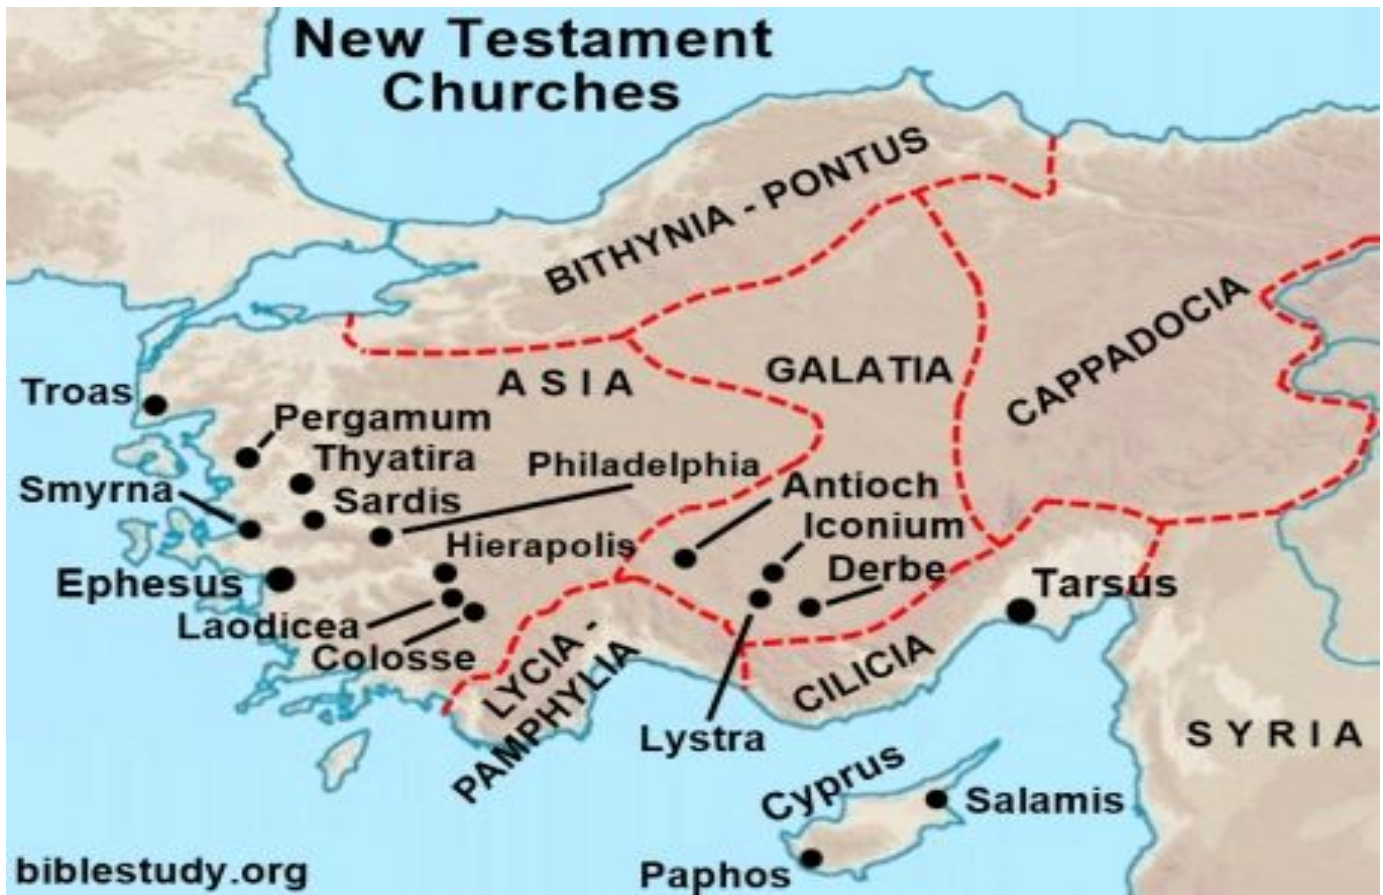 New Testament
Churches
BITHYNIA - PONTUS
CAPPADOCIA
GALATIA
ASIA
Troas
Pergamum
Thyatira
Philadelphia
Smyrna
Sardis
Antioch
Iconium
Hierapolis
Derbe
Ephesus
Tarsus
Laodicea
Colosse
LYCIA -
PAMPHYLIA
CILICIA
Lystra
SYRIA
Cyprus
Salamis
Paphos
biblestudy.org